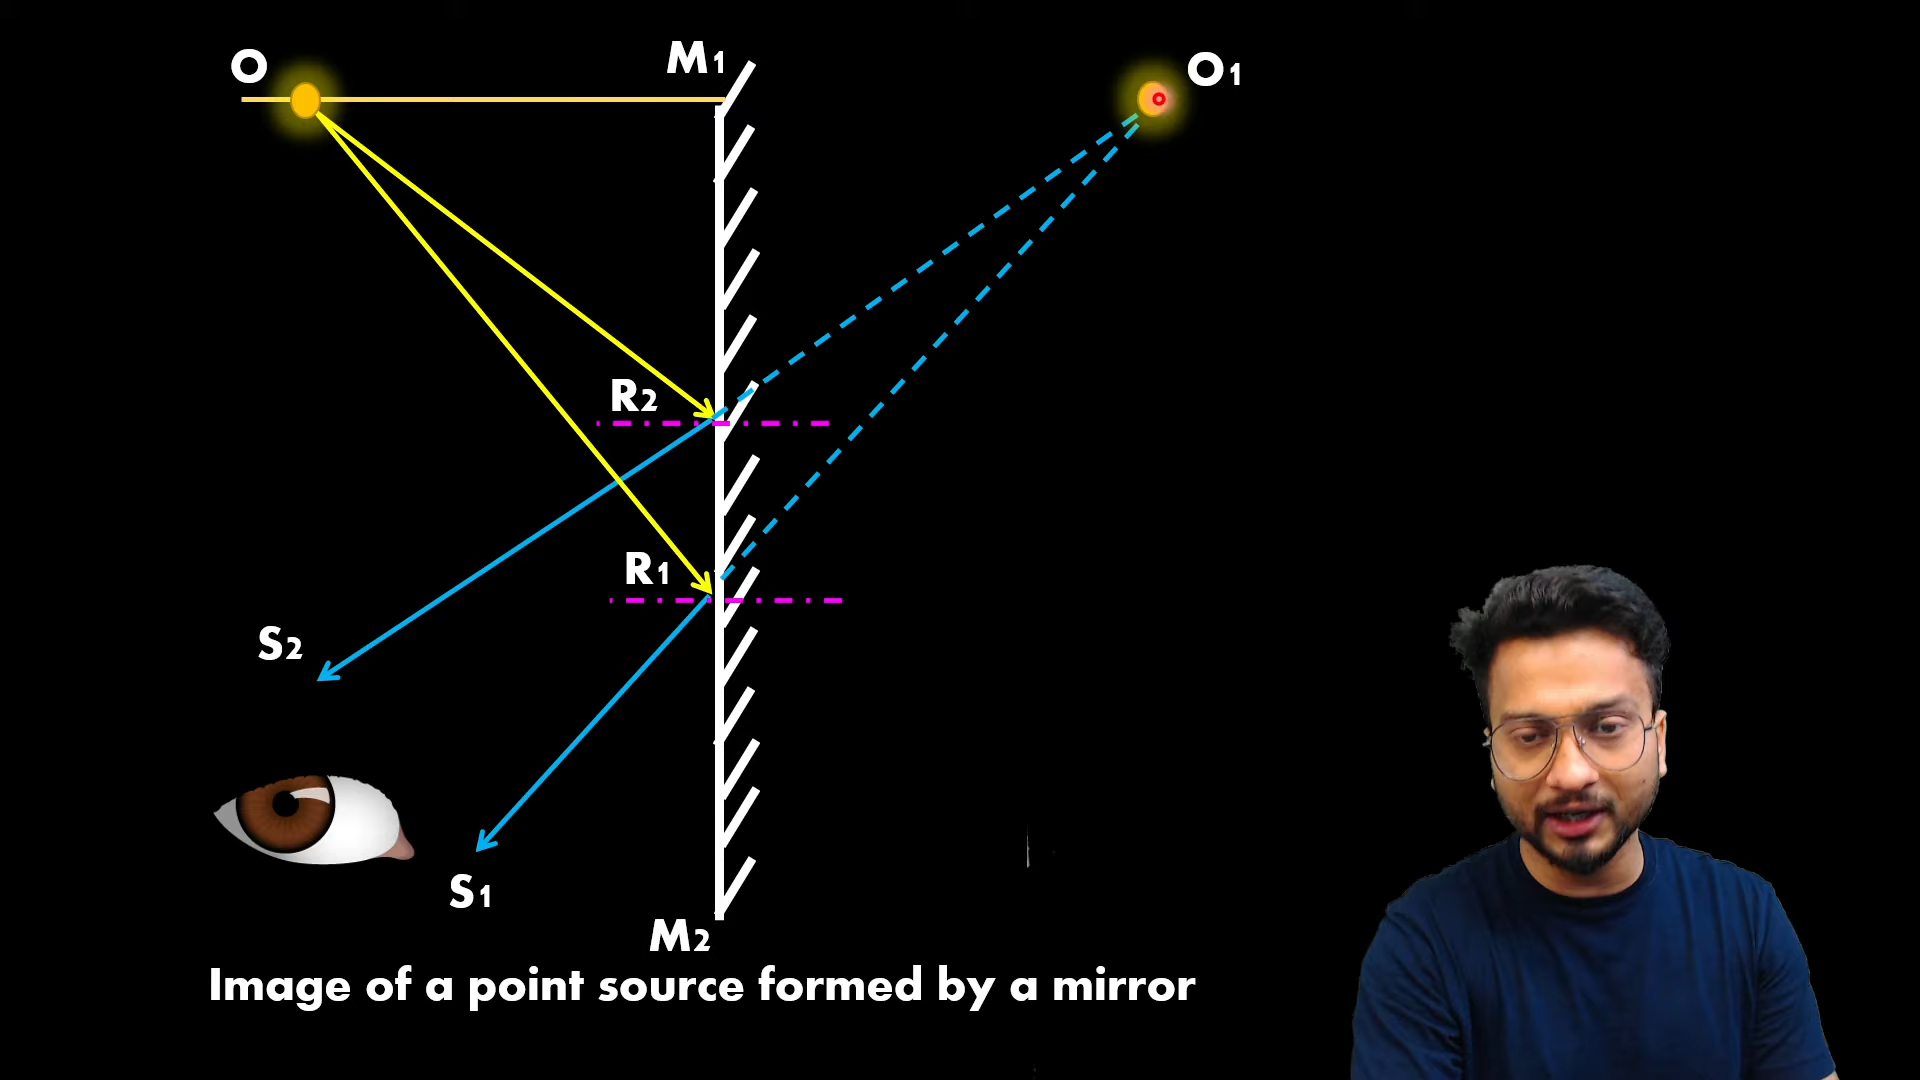 O
M1
O1
R2
R1
S2
S1
M2
Image of a point source formed by a mirror